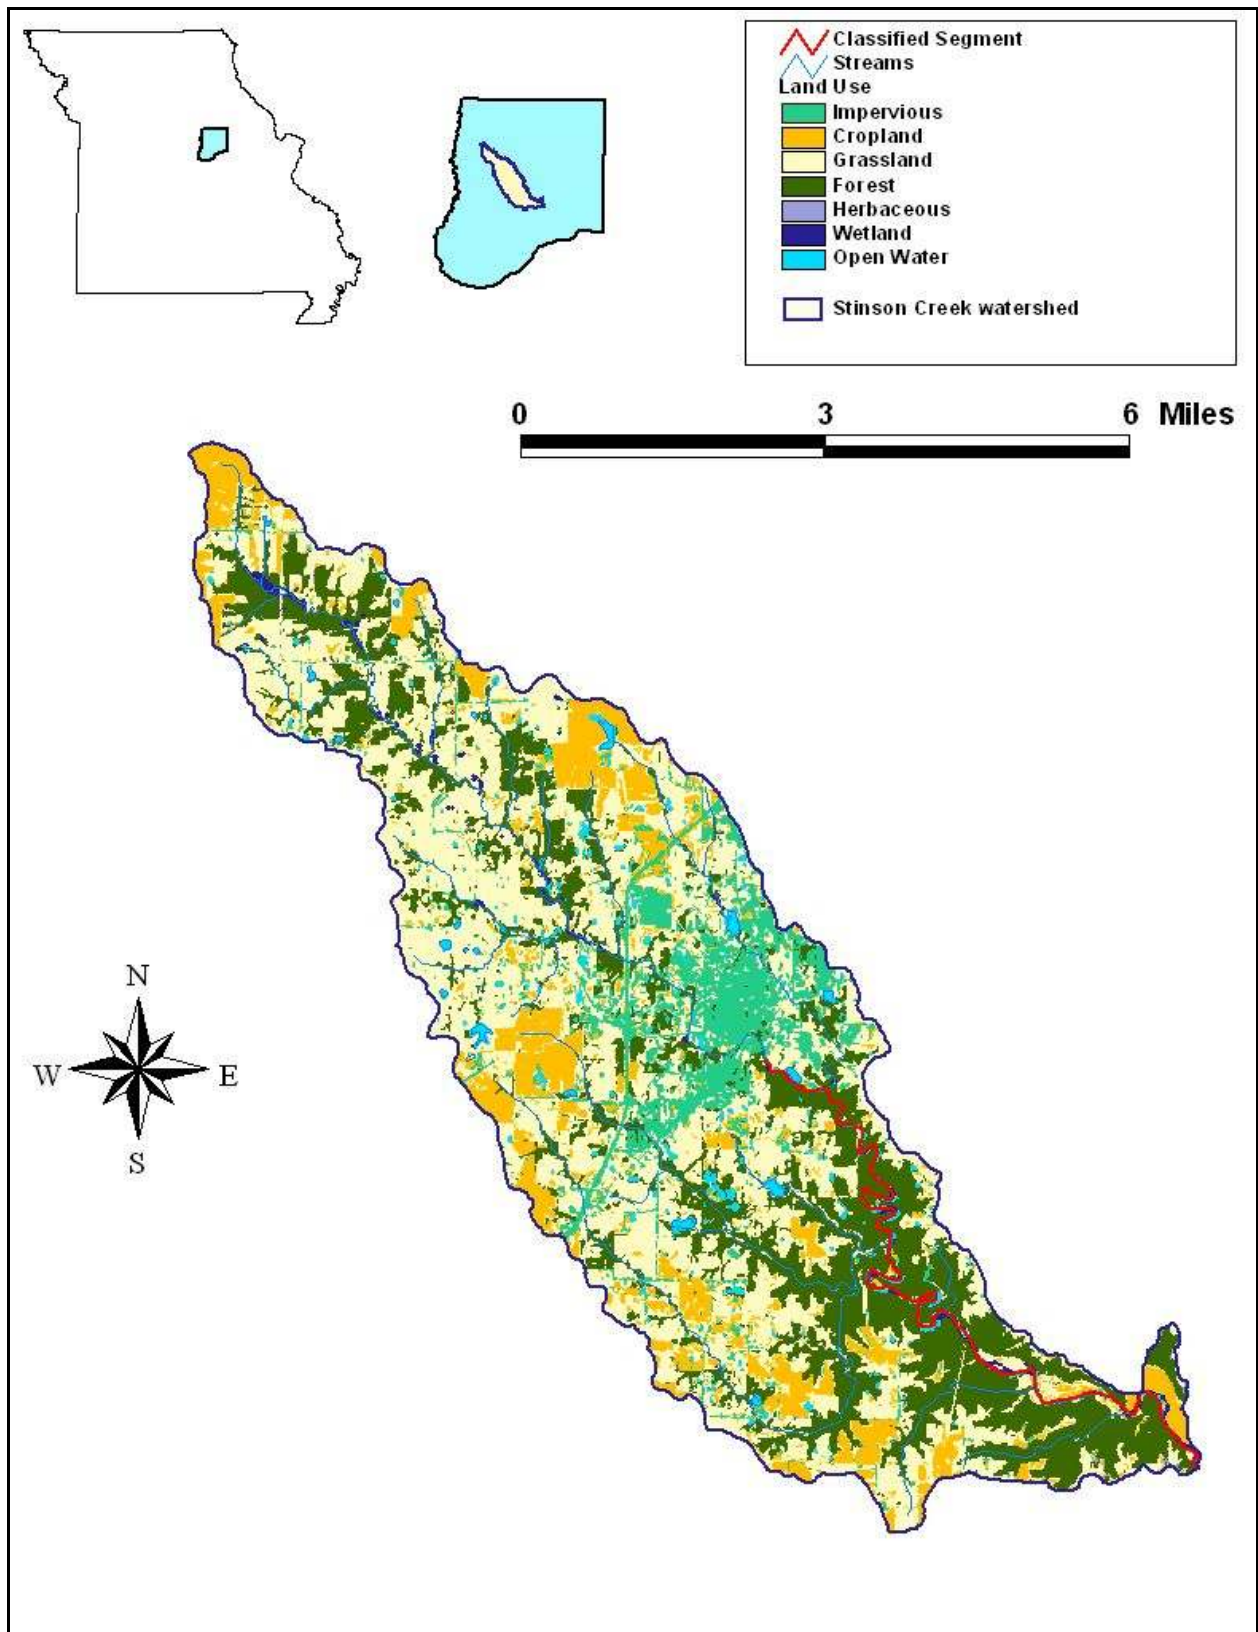 Classified Segment
Streams
Land Use
Impervious
Cropland
Grassland
Forest
Herbaceous
Wetland
Open Water
Stinson Creek watershed
0 3 6 Miles
N
W E
S